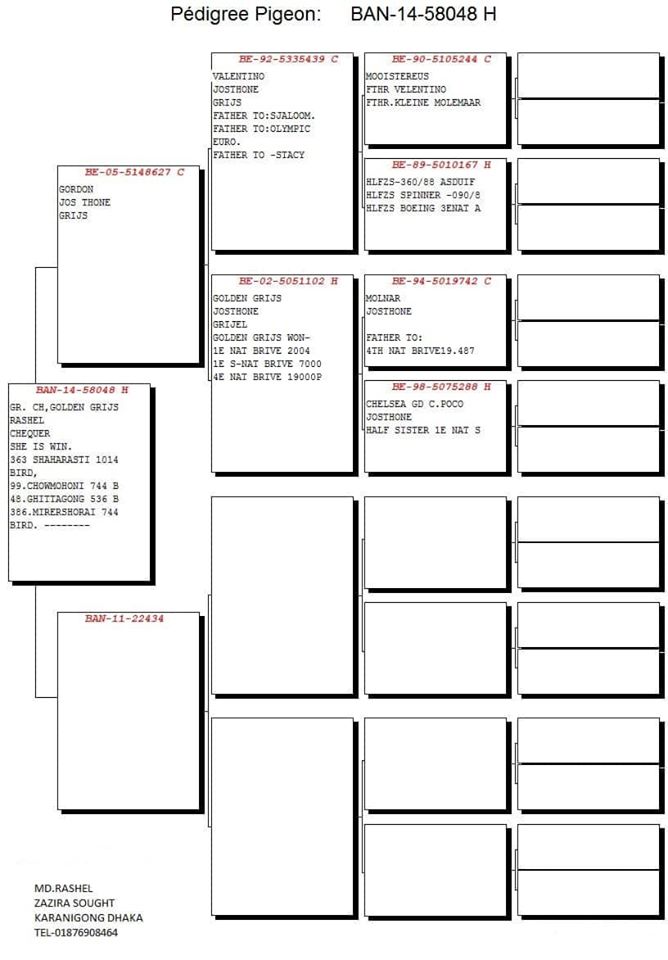 Pédigree Pigeon: BAN-14-58048 H
BE-92-5335439 C
VALENTINO
JOSTHONE
GRIJS
FATHER TO:SJALOOM.
FATHER TO:OLYMPIC
EURO.
FATHER TO -STACY
BE-90-5105244 C
MOOISTEREUS
FTHR VELENTINO
FTHR.KLEINE MOLEMAAR
BE-89-5010167 H
HLFZS-360/88 ASDUIF
HLFZS SPINNER -090/8
HLFZS BOEING 3ENAT A
BE-05-5148627 C
GORDON
JOS THONE
GRIJS
BE-02-5051102 H
GOLDEN GRIJS
JOSTHONE
GRIJEL
GOLDEN GRIJS WON-
1E NAT BRIVE 2004
1E S-NAT BRIVE 7000
4E NAT BRIVE 19000P
BE-94-5019742 C
MOLNAR
JOSTHONE
FATHER TO:
4TH NAT BRIVE19.487
BE-98-5075288 H
CHELSEA GD C.POCO
JOSTHONE
HALF SISTER 1E NAT S
BAN-14-58048 H
GR. CH,GOLDEN GRIJS
RASHEL
CHEQUER
SHE IS WIN.
363 SHAHARASTI 1014
BIRD,
99.CHOWMOHONI 744 B
48.GHITTAGONG 536 B
386.MIRERSHORAI 744
BIRD. --------
BAN-11-22434
MD.RASHEL
ZAZIRA SOUGHT
KARANIGONG DHAKA
TEL-01876908464